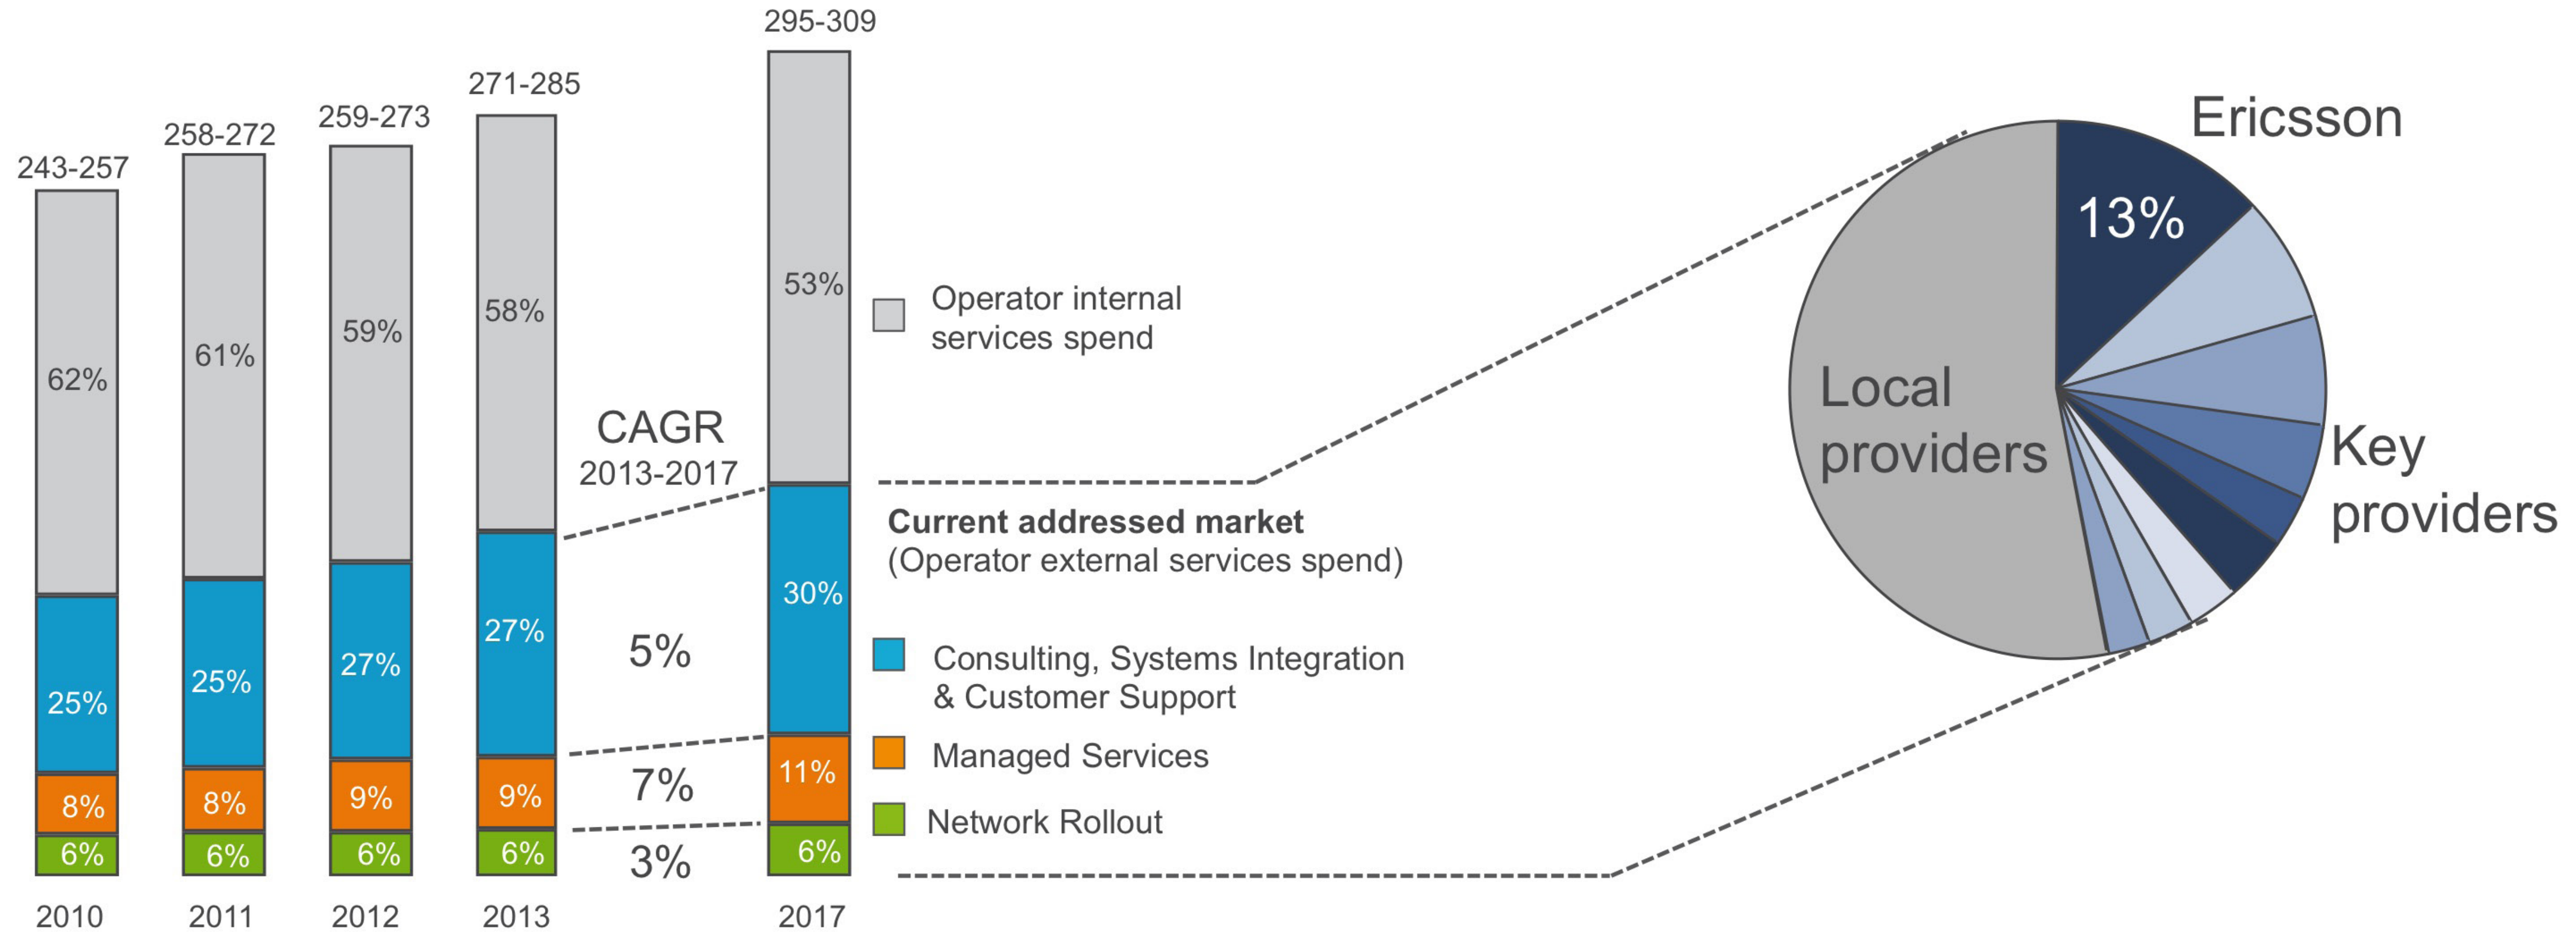 243-257
62%
25%
8%
6%
2010
258-272
61%
25%
8%
6%
2011
259-273
59%
27%
9%
6%
2012
271-285
58%
27%
9%
6%
2013
CAGR
2013-2017
5%
7%
3%
295-309
53%
30%
11%
6%
2017
Operator internal
services spend
Current addressed market
(Operator external services spend)
Consulting, Systems Integration
& Customer Support
Managed Services
Network Rollout
Ericsson
13%
Local
providers
Key
providers